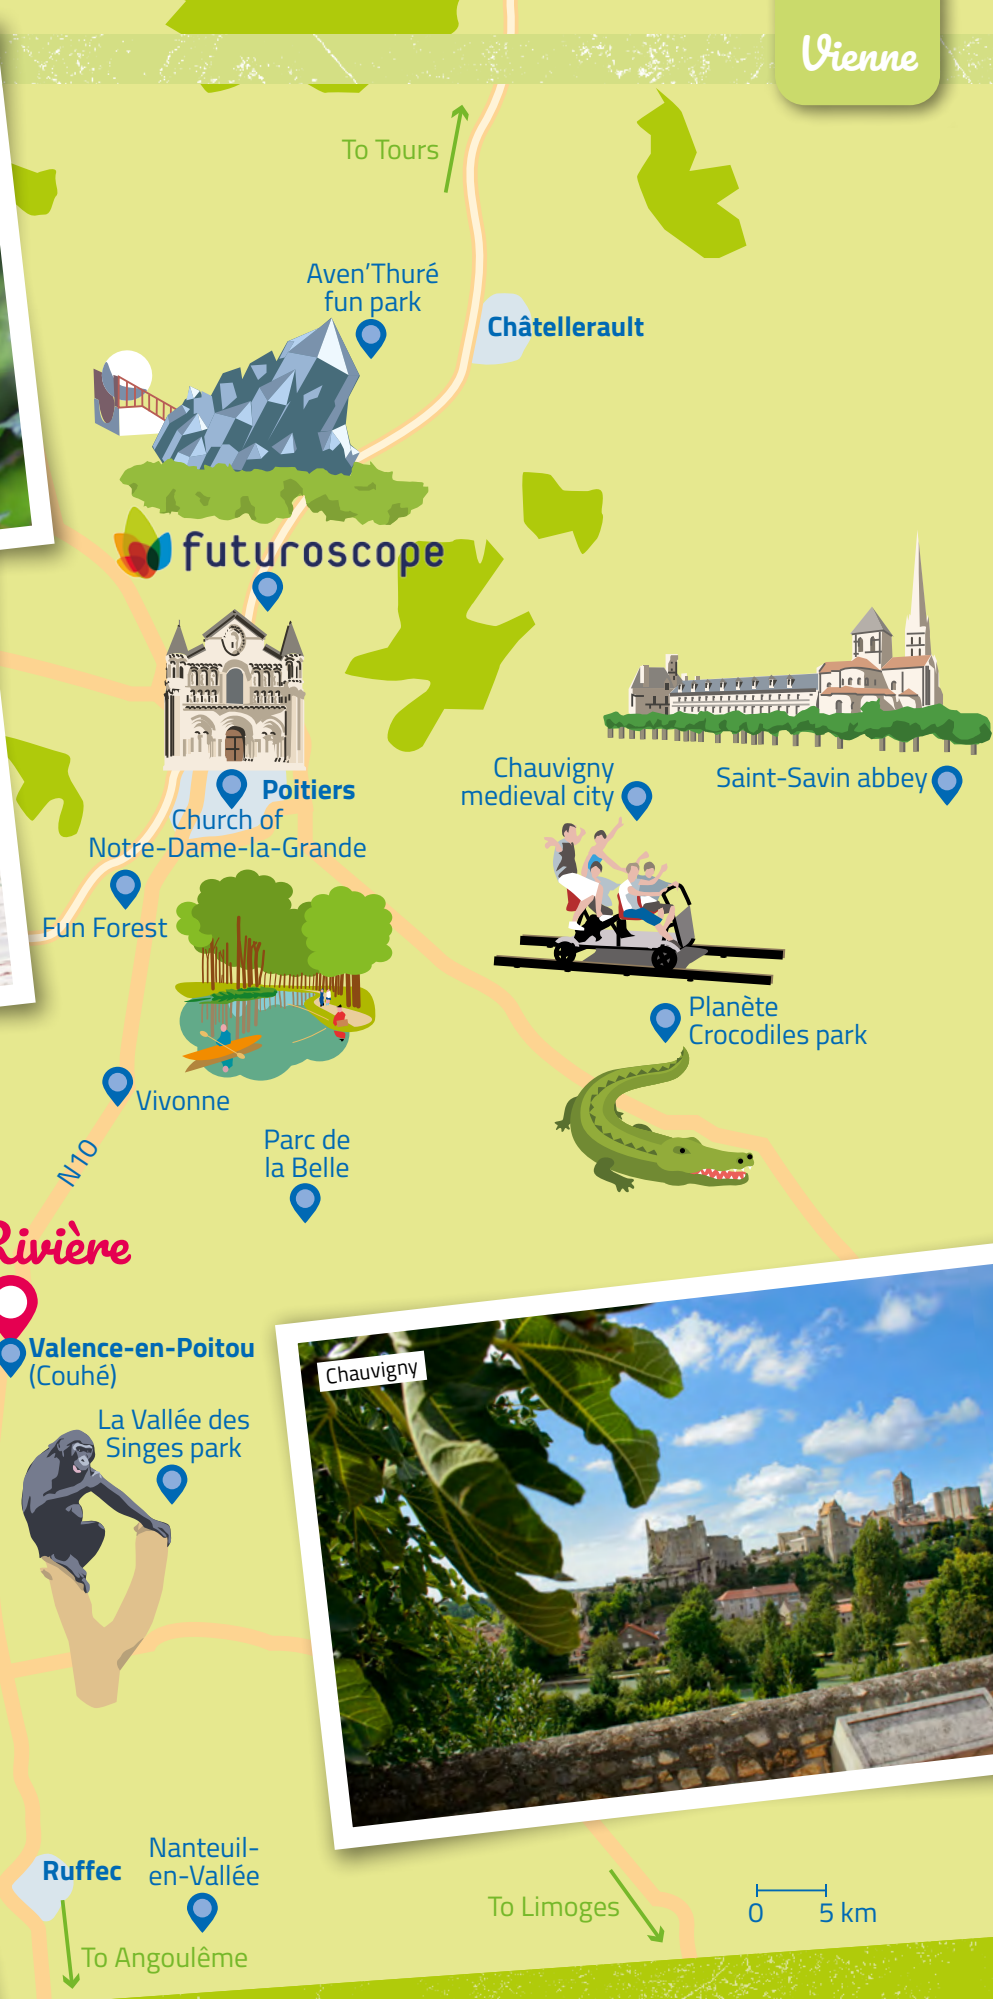 Vienne
To Tours
Aven'Thuré
fun park
Châtellerault
futuroscope
Chauvigny
medieval city
Saint-Savin abbey
Poitiers
Church of
Notre-Dame-la-Grande
Fun Forest
Planète
Crocodiles park
Vivonne
N10
Parc de
la Belle
Rivière
Valence-en-Poitou
(Couhé)
La Vallée des
Singes park
Chauvigny
Ruffec
Nanteuil-
en-Vallée
To Limoges
0 5 km
To Angoulême